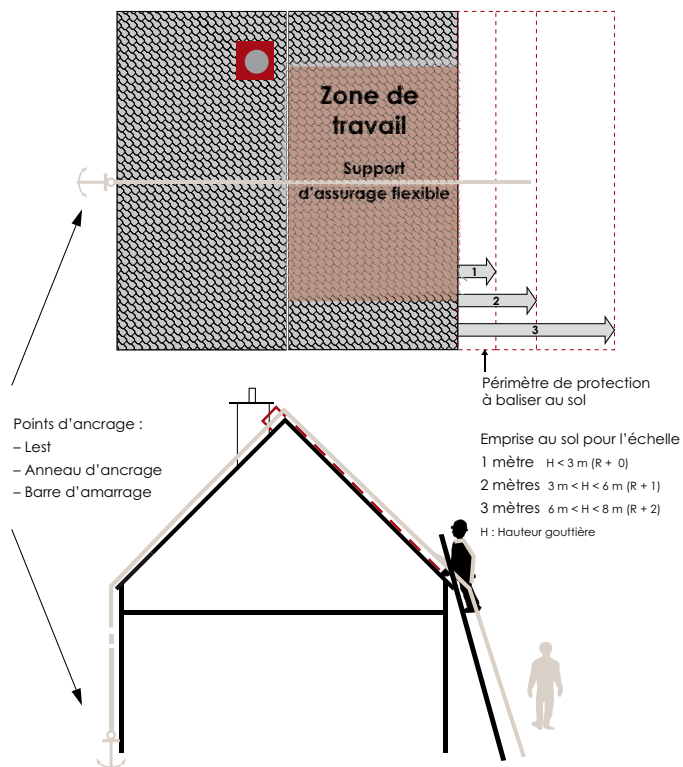 Zone de
travail
Support
d'assurage flexible
1
2
3
Périmètre de protection
à baliser au sol
Points d'ancrage :
– Lest
– Anneau d'ancrage
– Barre d'amarrage
Emprise au sol pour l'échelle
1 mètre H < 3 m (R + 0)
2 mètres 3 m < H < 6 m (R + 1)
3 mètres 6 m < H < 8 m (R + 2)
H : Hauteur gouttière